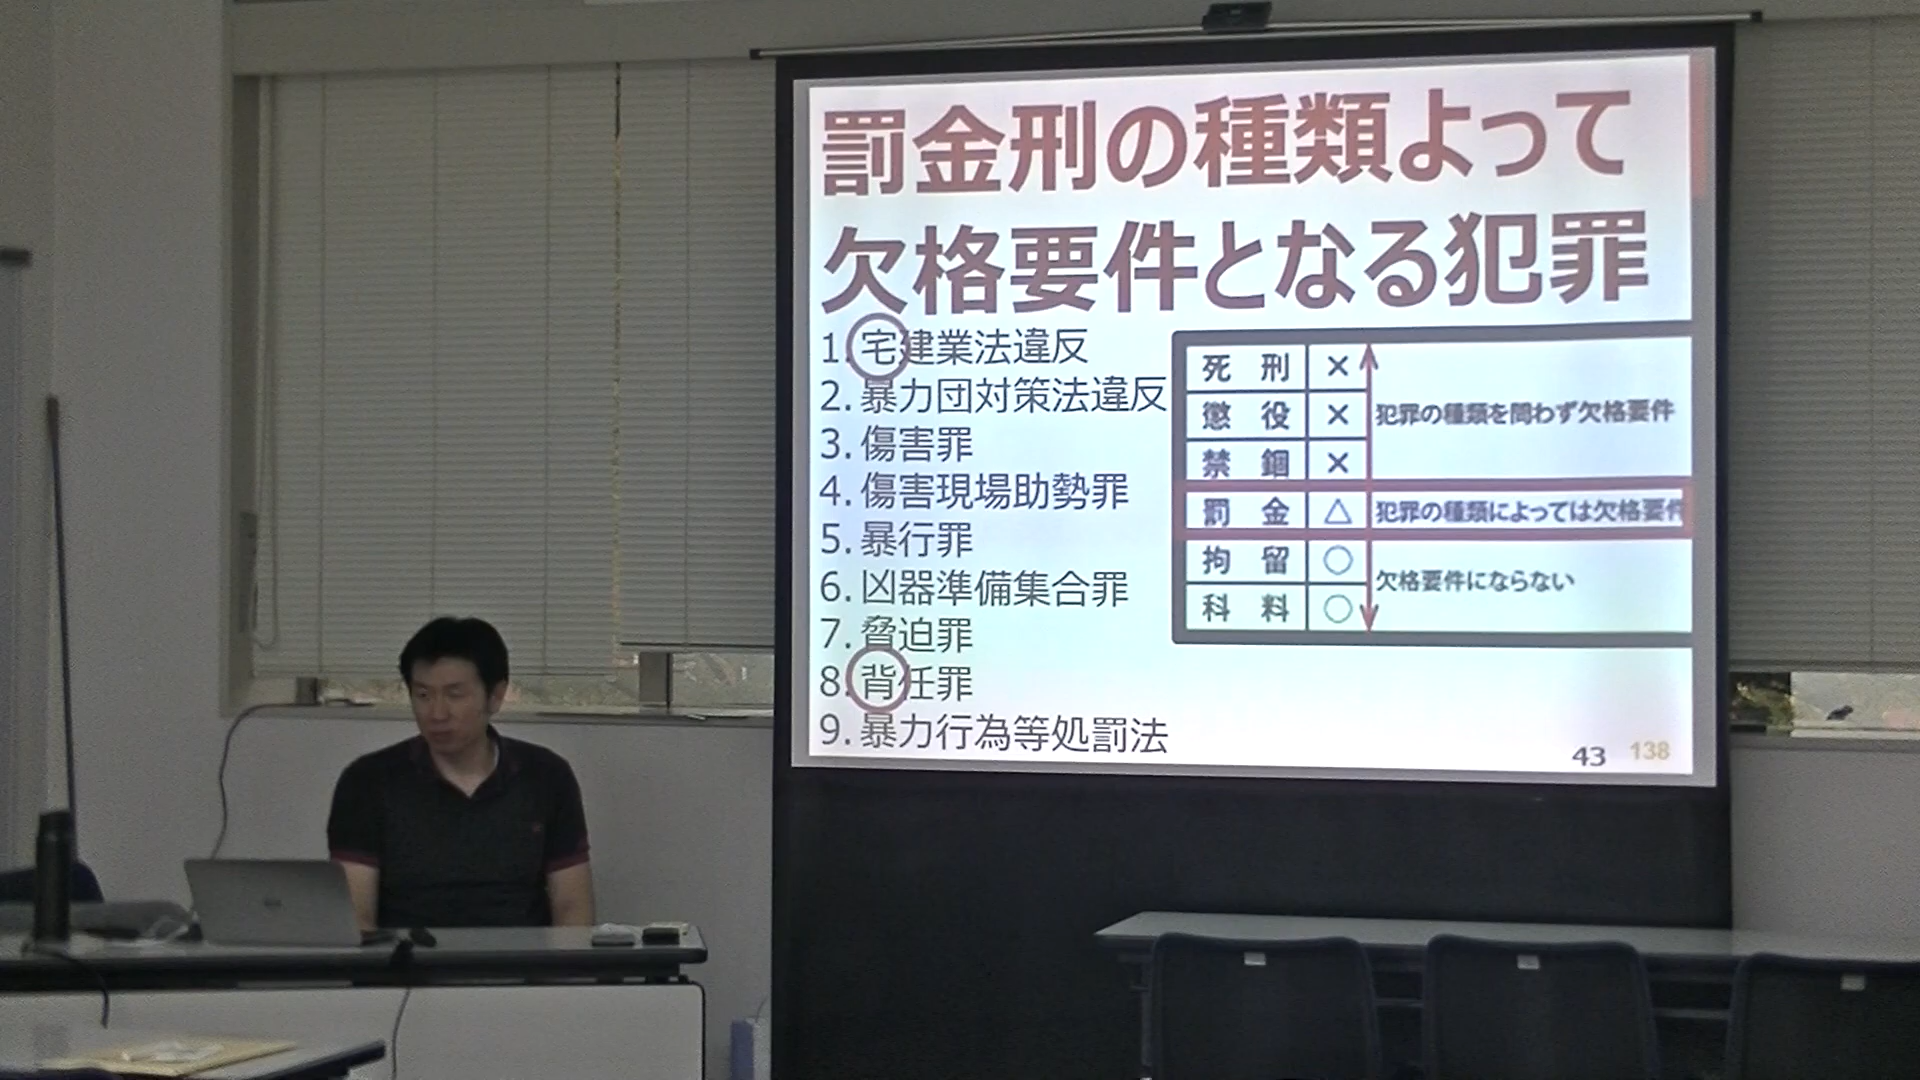 罰金刑の種類よって
欠格要件となる犯罪
1. 宅建業法違反
2. 暴力団対策法違反
3. 傷害罪
4. 傷害現場助勢罪
5. 暴行罪
6. 凶器準備集合罪
7. 脅迫罪
8. 背任罪
9. 暴力行為等処罰法
死 刑 ×
懲 役 ×
禁 錮 ×
犯罪の種類を問わず欠格要件
罰 金 △ 犯罪の種類によっては欠格要件
拘 留 ○
科 料 ○
欠格要件にならない
43 138